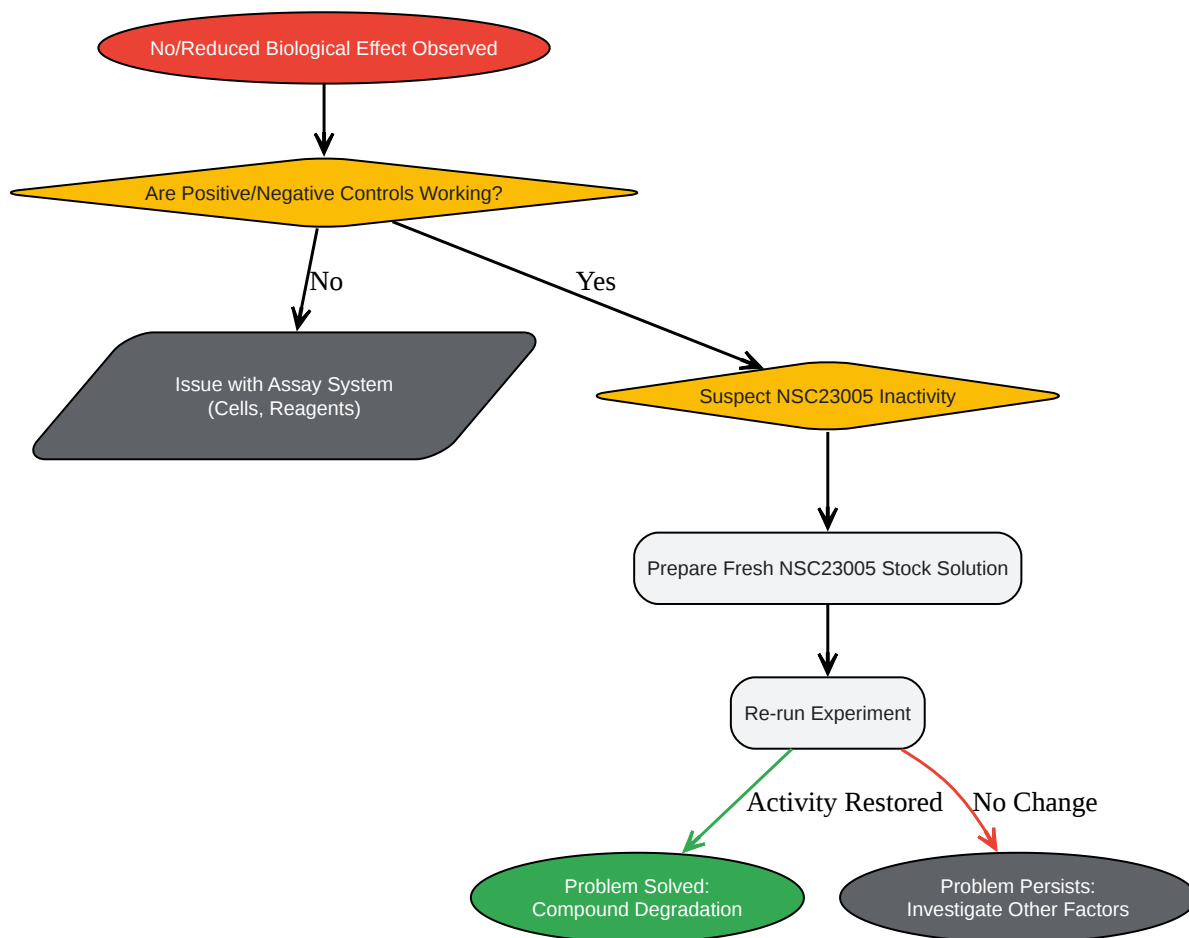 No/Reduced Biological Effect Observed
Are Positive/Negative Controls Working?
No
Yes
Issue with Assay System
(Cells, Reagents)
Suspect NSC23005 Inactivity
Prepare Fresh NSC23005 Stock Solution
Re-run Experiment
Activity Restored
No Change
Problem Solved:
Compound Degradation
Problem Persists:
Investigate Other Factors